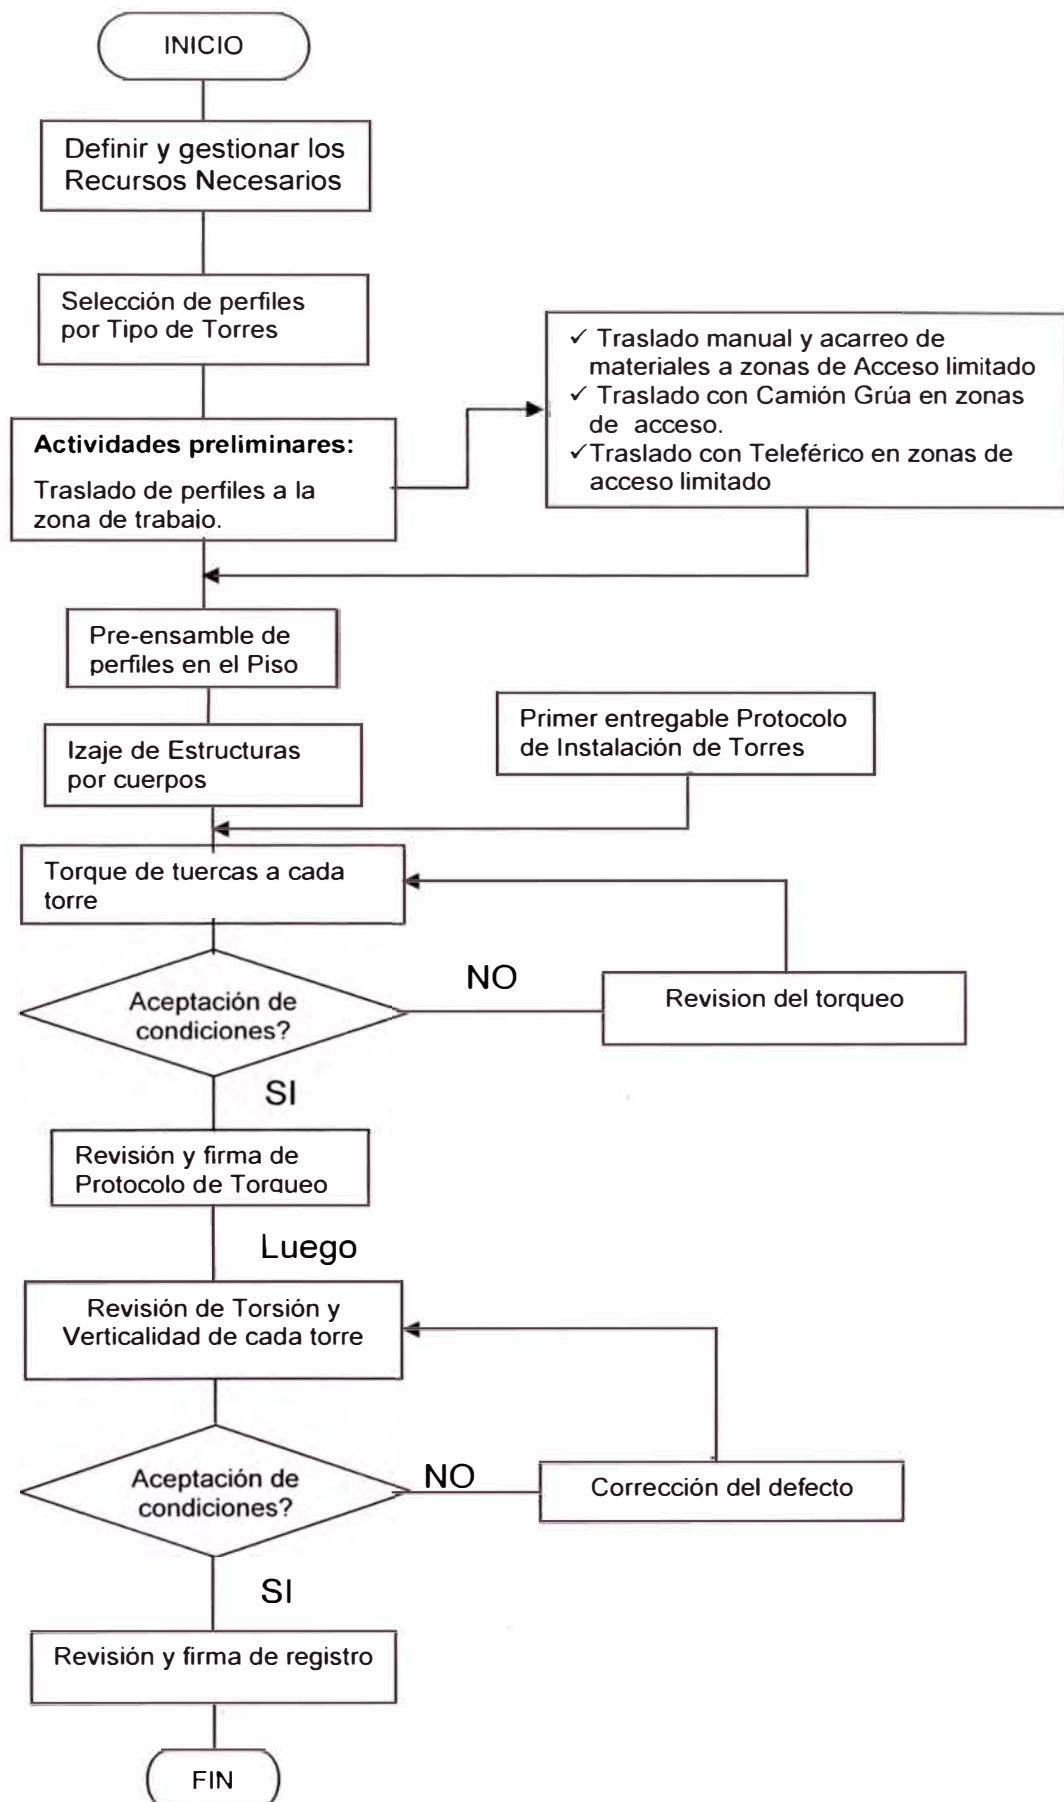 INICIO
Definir y gestionar los
Recursos Necesarios
Selección de perfiles
por Tipo de Torres
Actividades preliminares:
Traslado de perfiles a la
zona de trabajo.
✓ Traslado manual y acarreo de
materiales a zonas de Acceso limitado
✓ Traslado con Camión Grúa en zonas
de acceso.
✓Traslado con Teleférico en zonas de
acceso limitado
Pre-ensamble de
perfiles en el Piso
Izaje de Estructuras
por cuerpos
Primer entregable Protocolo
de Instalación de Torres
Torque de tuercas a cada
torre
Aceptación de
condiciones?
NO
Revision del torqueo
SI
Revisión y firma de
Protocolo de Torqueo
Luego
Revisión de Torsión y
Verticalidad de cada torre
Aceptación de
condiciones?
NO
Corrección del defecto
SI
Revisión y firma de registro
FIN